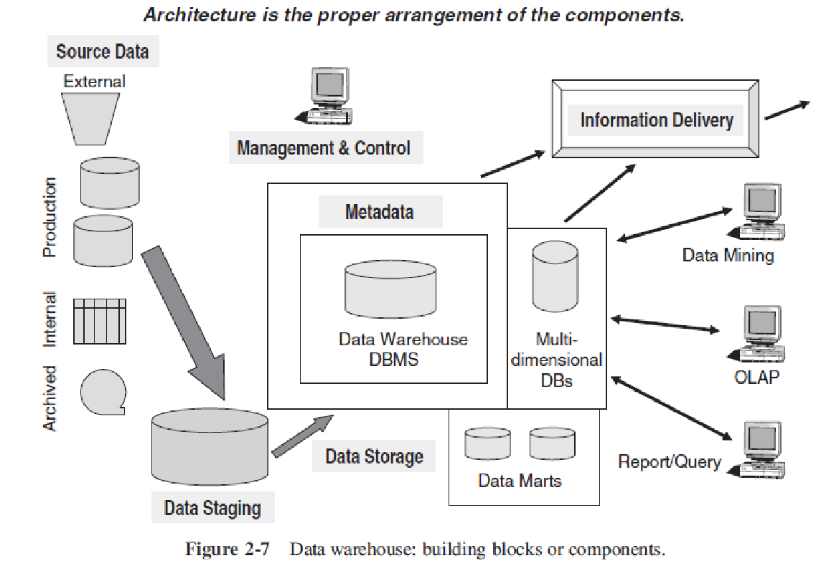 Architecture is the proper arrangement of the components.
Source Data
External
Production
Internal
Archived
Data Staging
Management & Control
Metadata
Data Warehouse
DBMS
Multi-
dimensional
DBs
Data Storage
Data Marts
Information Delivery
Data Mining
OLAP
Report/Query
Figure 2-7 Data warehouse: building blocks or components.